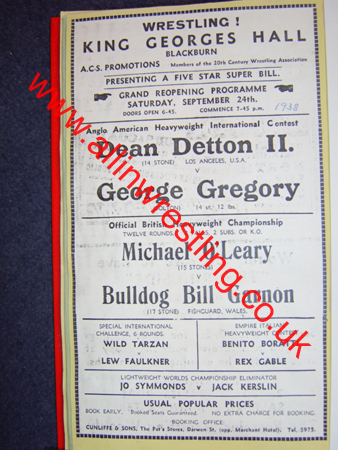 WRESTLING!
KING GEORGES HALL
BLACKBURN
A.C.S. PROMOTIONS Members of the 20th Century Wrestling Association
PRESENTING A FIVE STAR SUPER BILL.
GRAND REOPENING PROGRAMME
SATURDAY, SEPTEMBER 24th.
DOORS OPEN 6-45. COMMENCE 7-45 p.m.
1938
Anglo American Heavyweight International Contest
Dean Detton II.
(14 STONE) LOS ANGELES, U.S.A.
v
George Gregory
14 st. 12 lbs.
Official British Heavyweight Championship
TWELVE ROUNDS, 2 SUBS. OR K.O.
Michael O'Leary
(15 STONE)
v
Bulldog Bill Gannon
(17 STONE) FISHGUARD, WALES.
SPECIAL INTERNATIONAL
CHALLENGE, 6 ROUNDS.
WILD TARZAN
v
LEW FAULKNER
EMPIRE ITALIAN
HEAVYWEIGHT CONTEST
BENITO BORATZ
v
REX GABLE
LIGHTWEIGHT WORLDS CHAMPIONSHIP ELIMINATOR
JO SYMMONDS v JACK KERSLIN
USUAL POPULAR PRICES
BOOK EARLY. Booked Seats Guaranteed. NO EXTRA CHARGE FOR BOOKING.
BOOKING OFFICE:
CUNLIFFE & SONS, The Pet's Stores, Darwen St. (opp. Merchant Hotel). Tel. 5975.
www.allinwrestling.co.uk